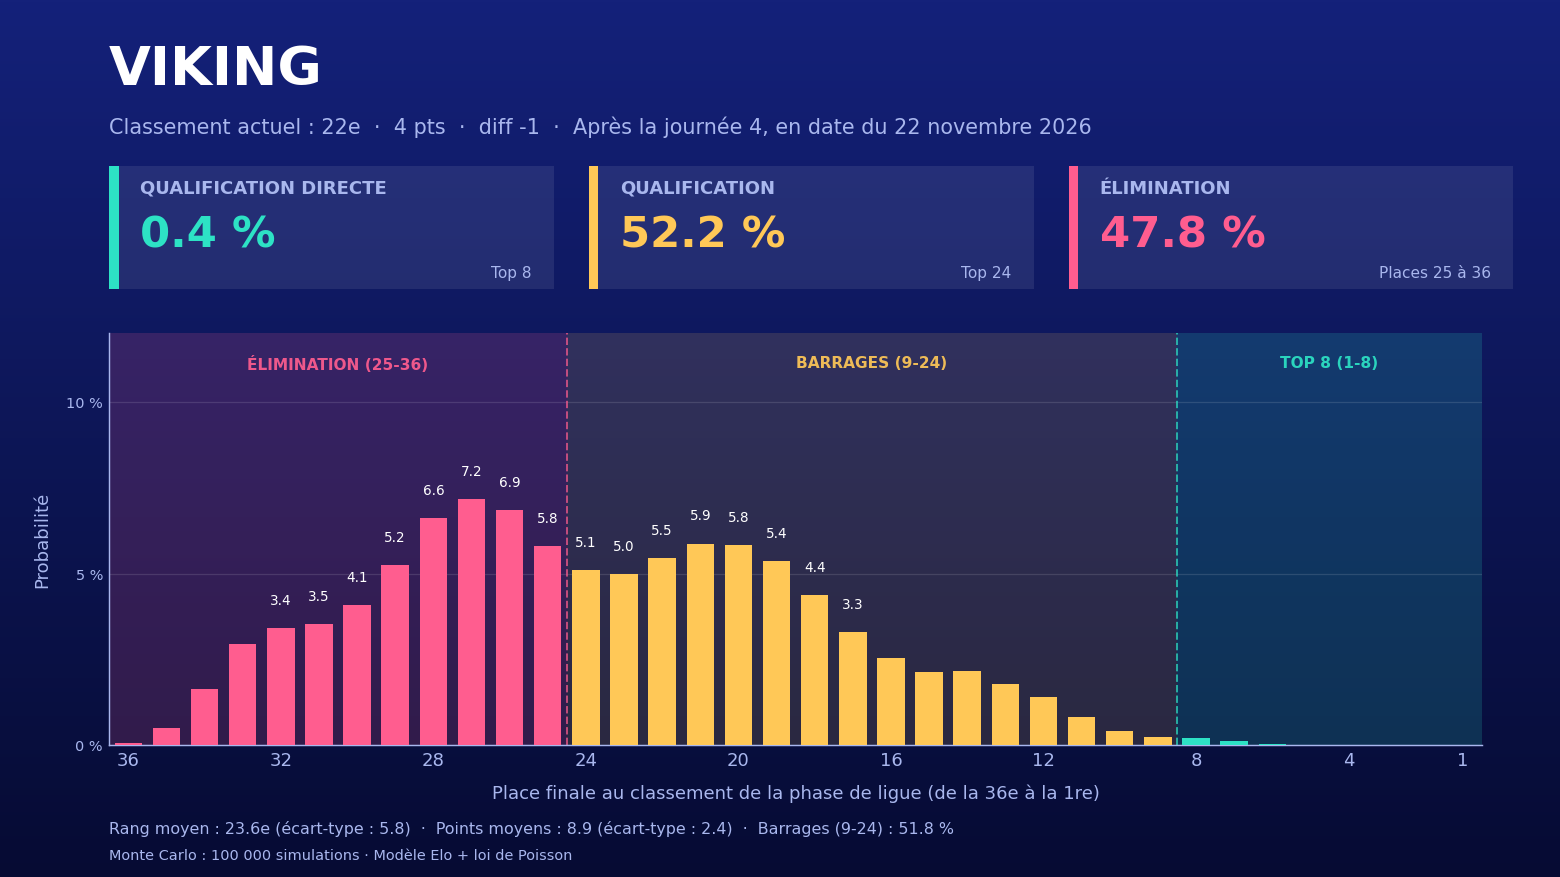 VIKING
Classement actuel : 22e · 4 pts · diff -1 · Après la journée 4, en date du 22 novembre 2026
QUALIFICATION DIRECTE
0.4 %
Top 8
QUALIFICATION
52.2 %
Top 24
ÉLIMINATION
47.8 %
Places 25 à 36
ÉLIMINATION (25-36)
BARRAGES (9-24)
TOP 8 (1-8)
Probabilité
10 %
5 %
0 %
3.4
3.5
4.1
5.2
6.6
7.2
6.9
5.8
5.1
5.0
5.5
5.9
5.8
5.4
4.4
3.3
36 32 28 24 20 16 12 8 4 1
Place finale au classement de la phase de ligue (de la 36e à la 1re)
Rang moyen : 23.6e (écart-type : 5.8) · Points moyens : 8.9 (écart-type : 2.4) · Barrages (9-24) : 51.8 %
Monte Carlo : 100 000 simulations · Modèle Elo + loi de Poisson